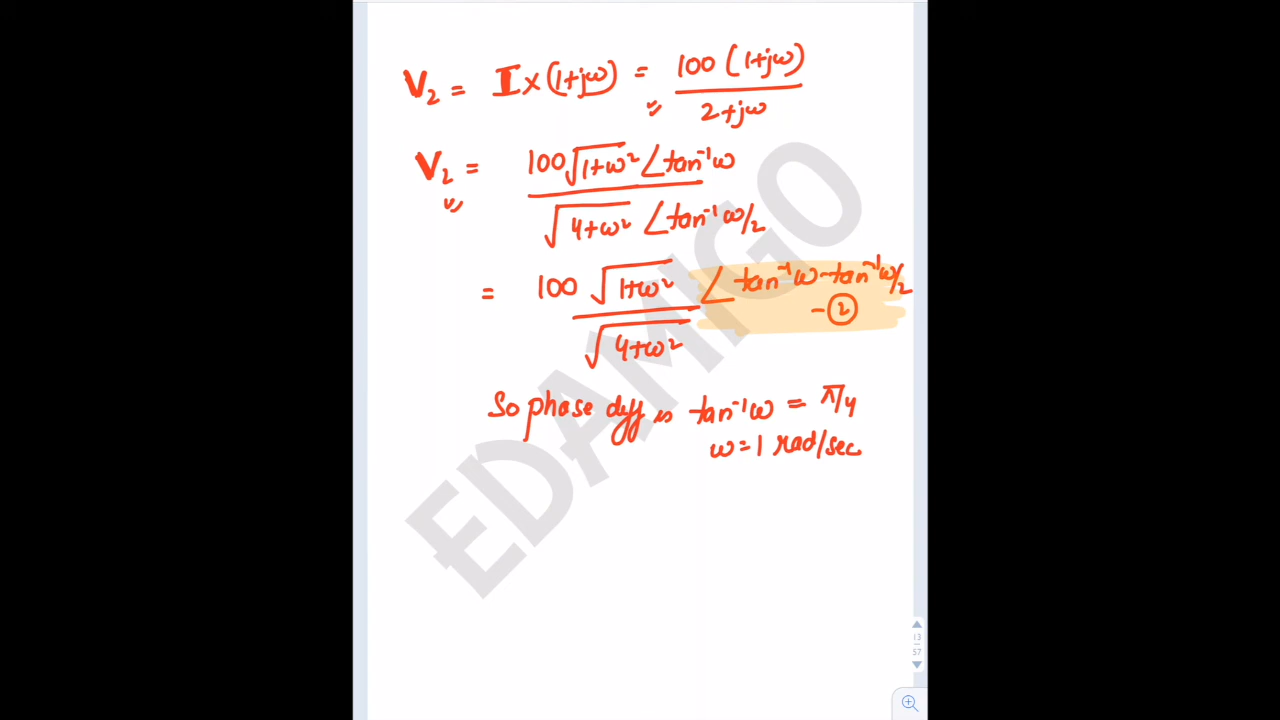 V₂ = I × (1+jω) = 100 (1+jω) / 2+jω
V₂ = 100√1+ω² ∠tan⁻¹ω / √4+ω² ∠tan⁻¹ω/2
= 100 √1+ω² / √4+ω² ∠ tan⁻¹ω - tan⁻¹ω/2
- ②
So phase diff is tan⁻¹ω = π/4
ω = 1 rad/sec
EDAMIGO
13
57